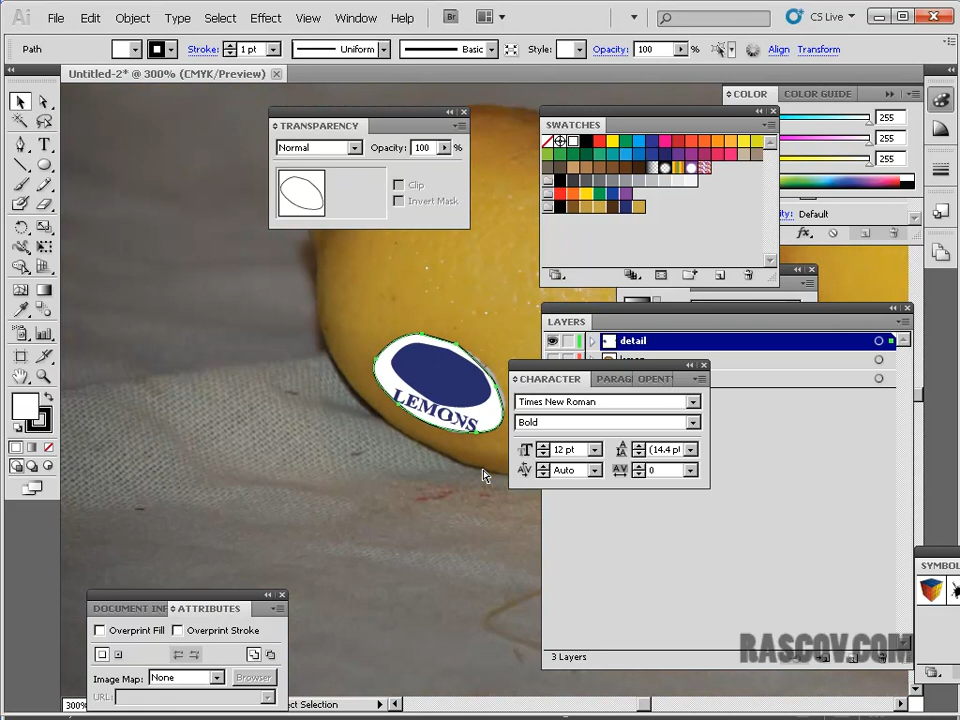 Ai File Edit Object Type Select Effect View Window Help Br CS Live
Path Stroke: 1 pt Uniform Basic Style: Opacity: 100 % Align Transform
Untitled-2* @ 300% (CMYK/Preview)
COLOR COLOR GUIDE
255
255
255
Default
TRANSPARENCY
Normal Opacity: 100 %
Clip
Invert Mask
SWATCHES
LAYERS
detail
CHARACTER PARAG OPENT
Times New Roman
Bold
12 pt (14.4 pt
Auto 0
LEMONS
DOCUMENT INF ATTRIBUTES
Overprint Fill Overprint Stroke
Image Map: None Browser
URL:
SYMBOL
3 Layers
RASCOV.COM
300% ct Selection